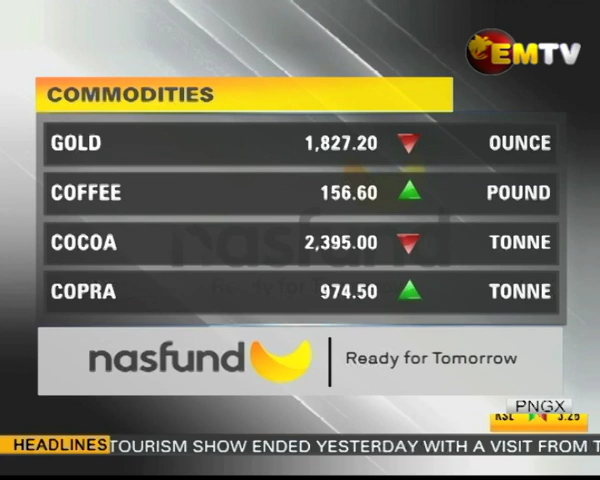 EMTV
COMMODITIES
GOLD 1,827.20 OUNCE
COFFEE 156.60 POUND
COCOA 2,395.00 TONNE
COPRA 974.50 TONNE
nasfund Ready for Tomorrow
PNGX
HEADLINES TOURISM SHOW ENDED YESTERDAY WITH A VISIT FROM T